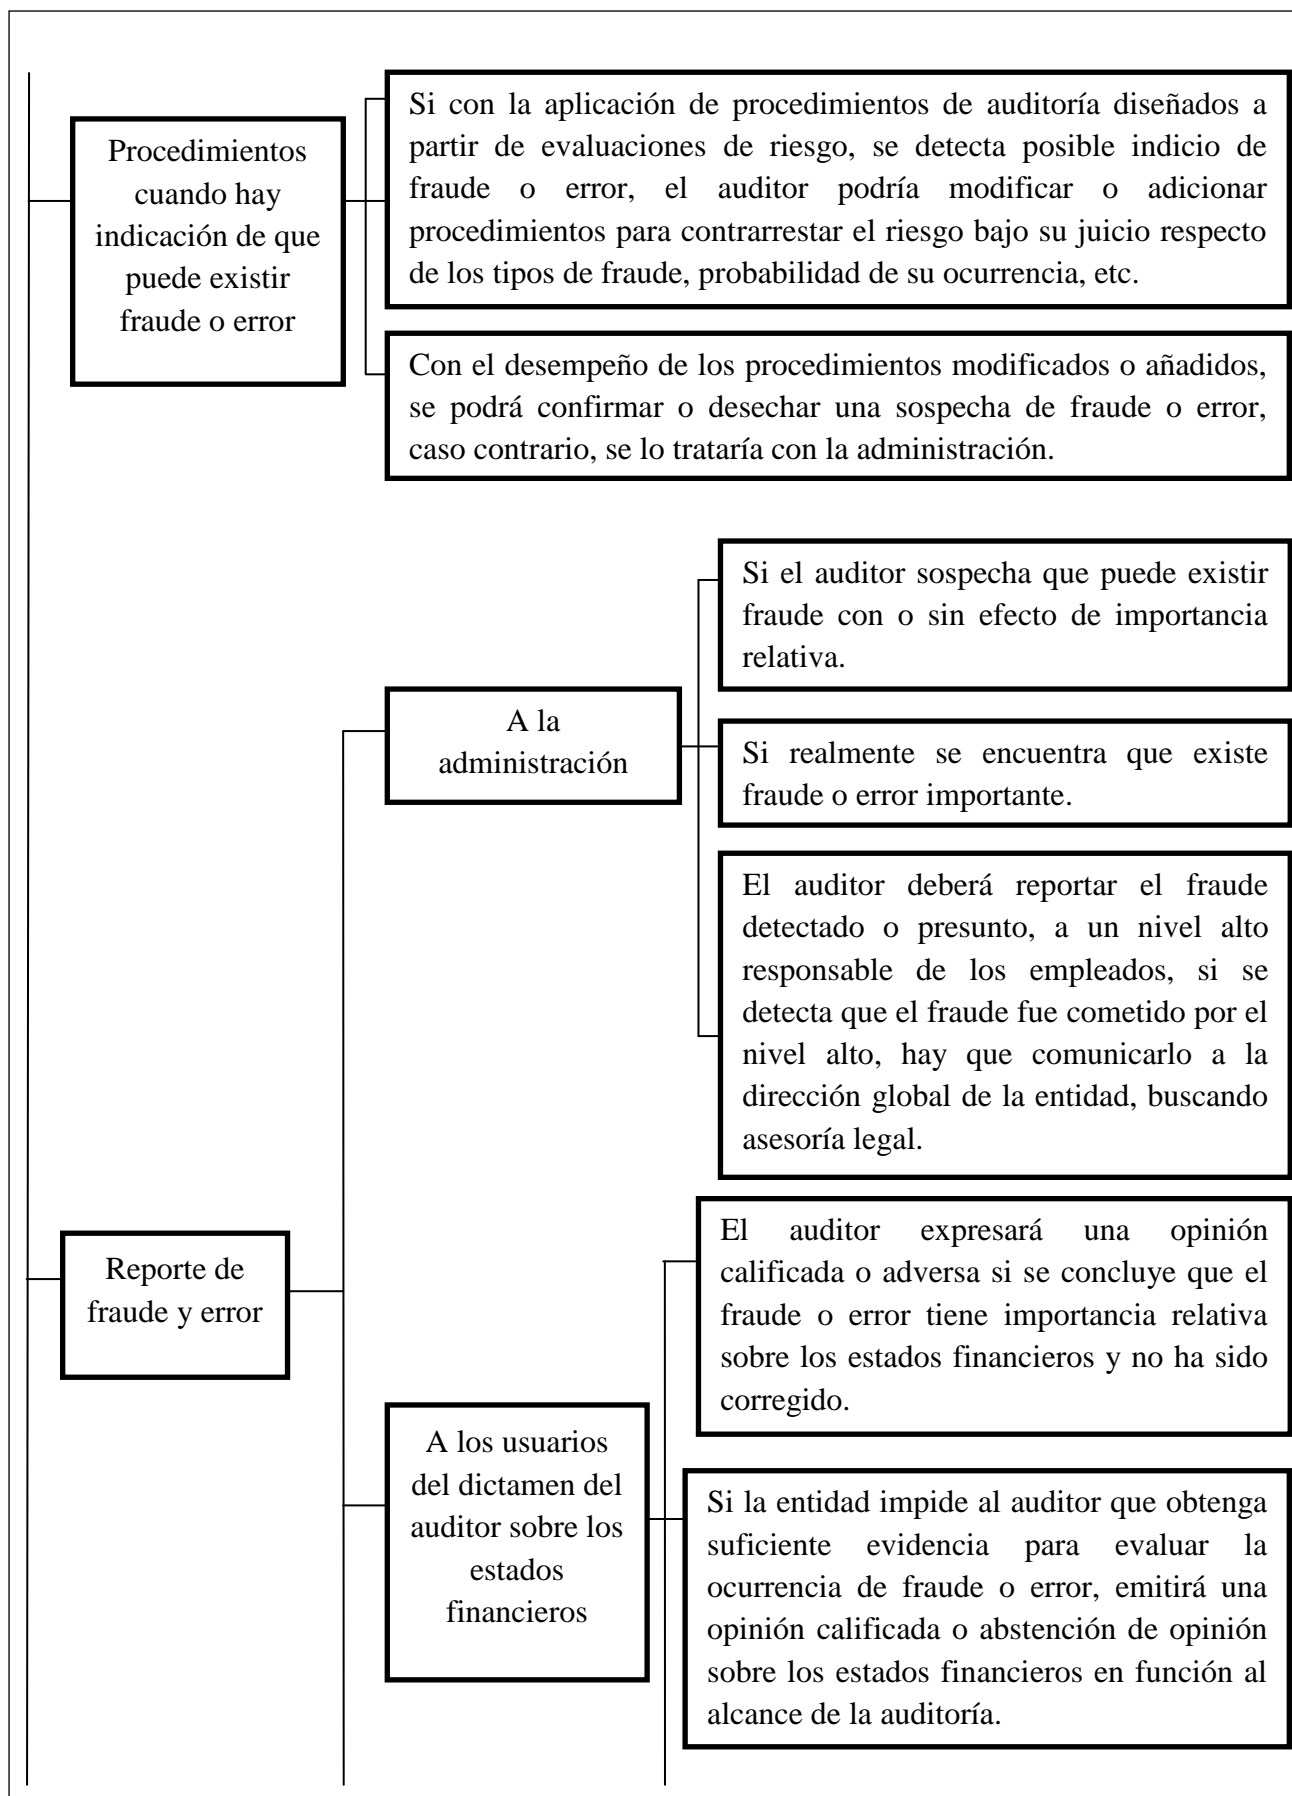 Procedimientos
cuando hay
indicación de que
puede existir
fraude o error
Si con la aplicación de procedimientos de auditoría diseñados a
partir de evaluaciones de riesgo, se detecta posible indicio de
fraude o error, el auditor podría modificar o adicionar
procedimientos para contrarrestar el riesgo bajo su juicio respecto
de los tipos de fraude, probabilidad de su ocurrencia, etc.
Con el desempeño de los procedimientos modificados o añadidos,
se podrá confirmar o desechar una sospecha de fraude o error,
caso contrario, se lo trataría con la administración.
Reporte de
fraude y error
A la
administración
Si el auditor sospecha que puede existir
fraude con o sin efecto de importancia
relativa.
Si realmente se encuentra que existe
fraude o error importante.
El auditor deberá reportar el fraude
detectado o presunto, a un nivel alto
responsable de los empleados, si se
detecta que el fraude fue cometido por el
nivel alto, hay que comunicarlo a la
dirección global de la entidad, buscando
asesoría legal.
A los usuarios
del dictamen del
auditor sobre los
estados
financieros
El auditor expresará una opinión
calificada o adversa si se concluye que el
fraude o error tiene importancia relativa
sobre los estados financieros y no ha sido
corregido.
Si la entidad impide al auditor que obtenga
suficiente evidencia para evaluar la
ocurrencia de fraude o error, emitirá una
opinión calificada o abstención de opinión
sobre los estados financieros en función al
alcance de la auditoría.